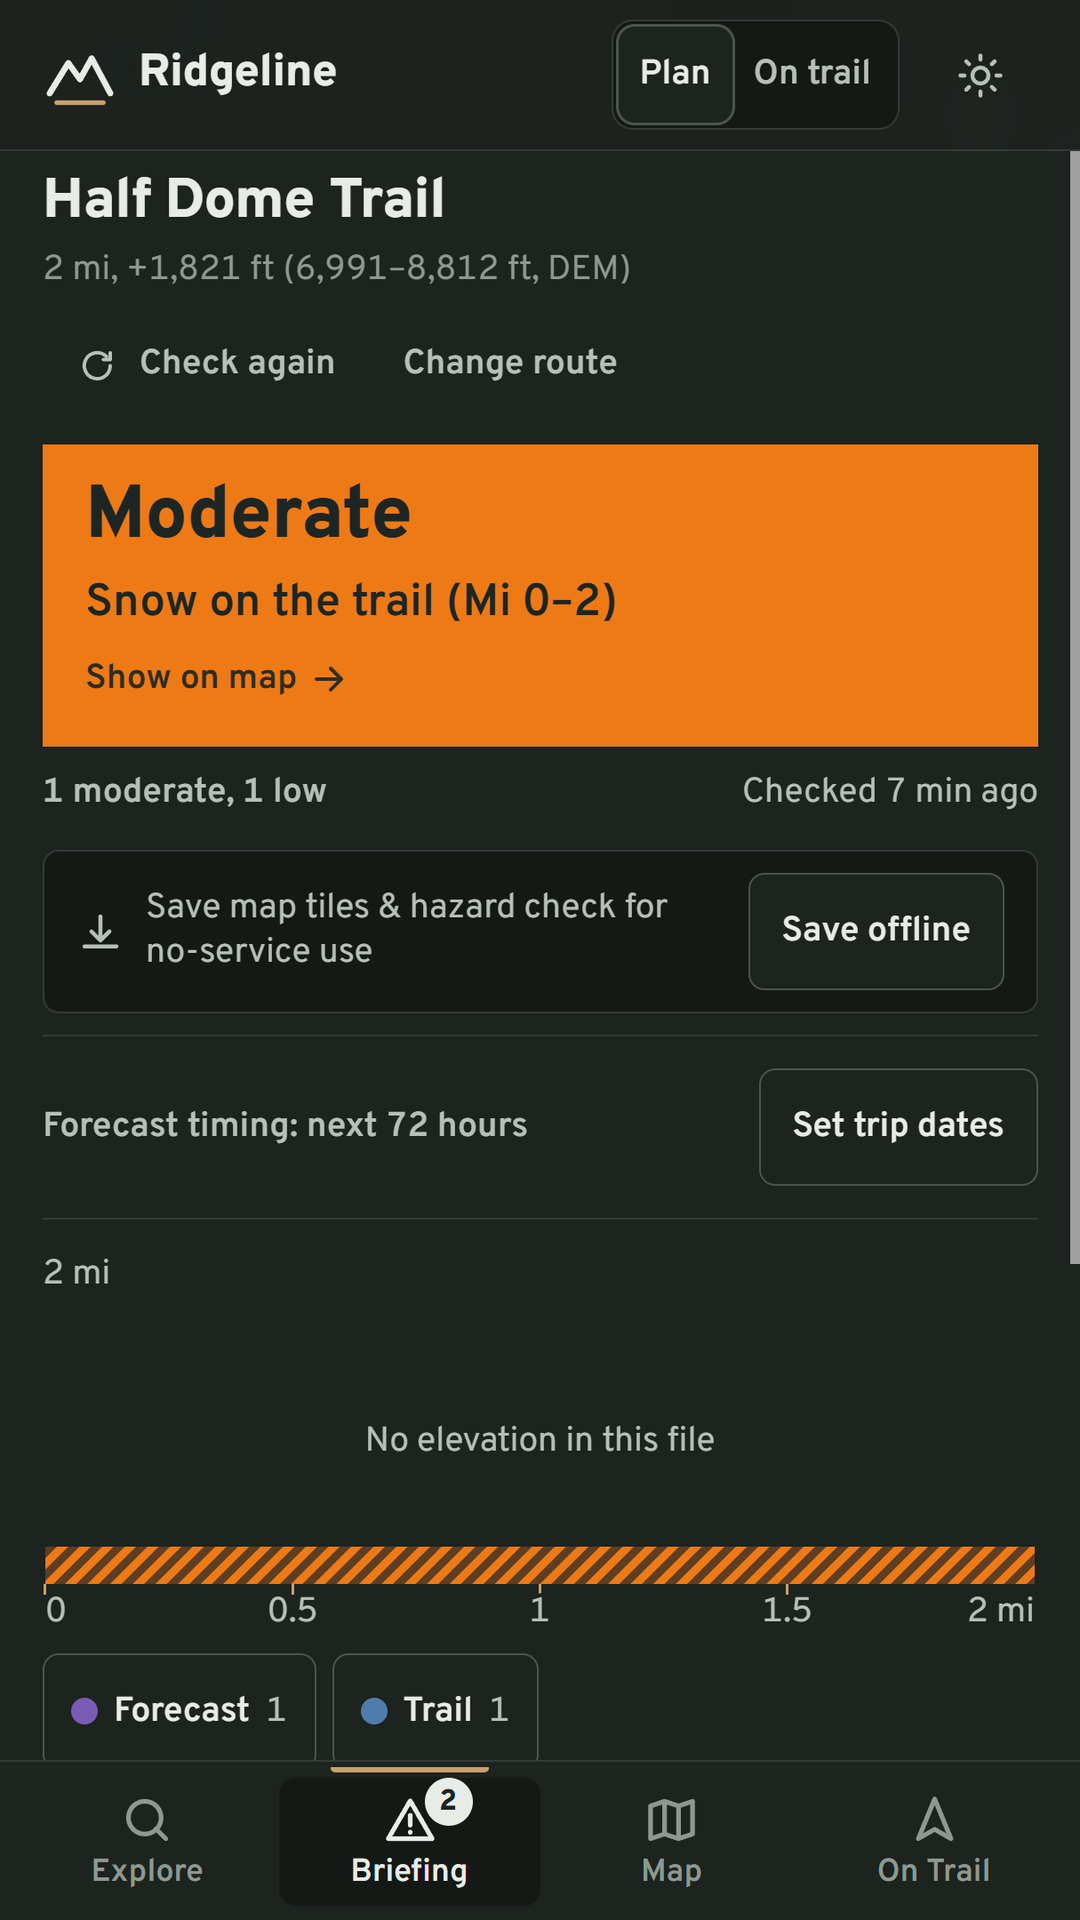 Ridgeline
Plan
On trail
Half Dome Trail
2 mi, +1,821 ft (6,991–8,812 ft, DEM)
Check again
Change route
Moderate
Snow on the trail (Mi 0–2)
Show on map →
1 moderate, 1 low
Checked 7 min ago
Save map tiles & hazard check for
no-service use
Save offline
Forecast timing: next 72 hours
Set trip dates
2 mi
No elevation in this file
0 0.5 1 1.5 2 mi
Forecast 1
Trail 1
2
Explore
Briefing
Map
On Trail